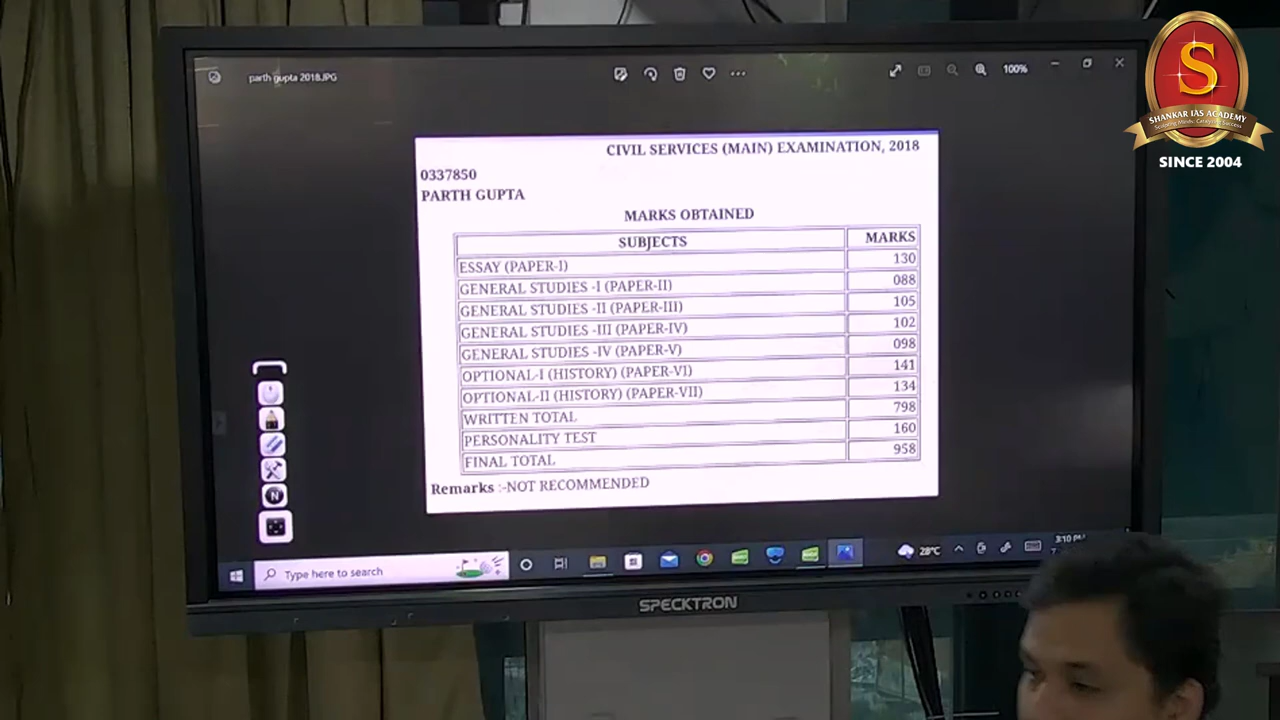 parth gupta 2018.JPG
100%
S
SHANKAR IAS ACADEMY
SINCE 2004
CIVIL SERVICES (MAIN) EXAMINATION, 2018
0337850
PARTH GUPTA
MARKS OBTAINED
SUBJECTS MARKS
ESSAY (PAPER-I) 130
GENERAL STUDIES -I (PAPER-II) 088
GENERAL STUDIES -II (PAPER-III) 105
GENERAL STUDIES -III (PAPER-IV) 102
GENERAL STUDIES -IV (PAPER-V) 098
OPTIONAL-I (HISTORY) (PAPER-VI) 141
OPTIONAL-II (HISTORY) (PAPER-VII) 134
WRITTEN TOTAL 798
PERSONALITY TEST 160
FINAL TOTAL 958
Remarks :-NOT RECOMMENDED
N
Type here to search
28°C
3:10 PM
SPECKTRON